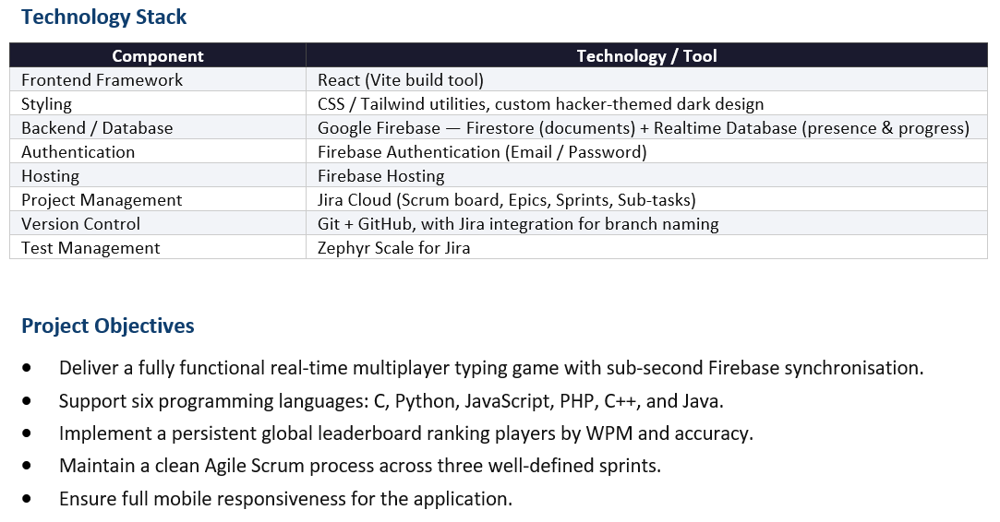 Technology Stack
Component Technology / Tool
Frontend Framework React (Vite build tool)
Styling CSS / Tailwind utilities, custom hacker-themed dark design
Backend / Database Google Firebase — Firestore (documents) + Realtime Database (presence & progress)
Authentication Firebase Authentication (Email / Password)
Hosting Firebase Hosting
Project Management Jira Cloud (Scrum board, Epics, Sprints, Sub-tasks)
Version Control Git + GitHub, with Jira integration for branch naming
Test Management Zephyr Scale for Jira
Project Objectives
● Deliver a fully functional real-time multiplayer typing game with sub-second Firebase synchronisation.
● Support six programming languages: C, Python, JavaScript, PHP, C++, and Java.
● Implement a persistent global leaderboard ranking players by WPM and accuracy.
● Maintain a clean Agile Scrum process across three well-defined sprints.
● Ensure full mobile responsiveness for the application.